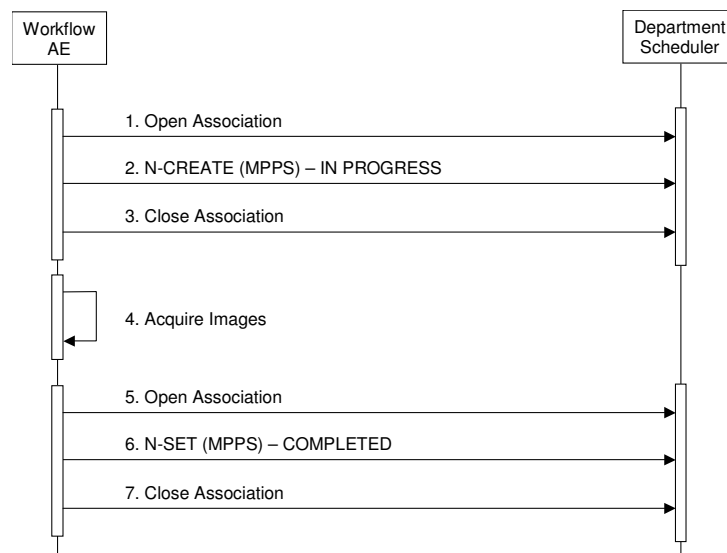 Workflow
AE
Department
Scheduler
1. Open Association
2. N-CREATE (MPPS) – IN PROGRESS
3. Close Association
4. Acquire Images
5. Open Association
6. N-SET (MPPS) – COMPLETED
7. Close Association